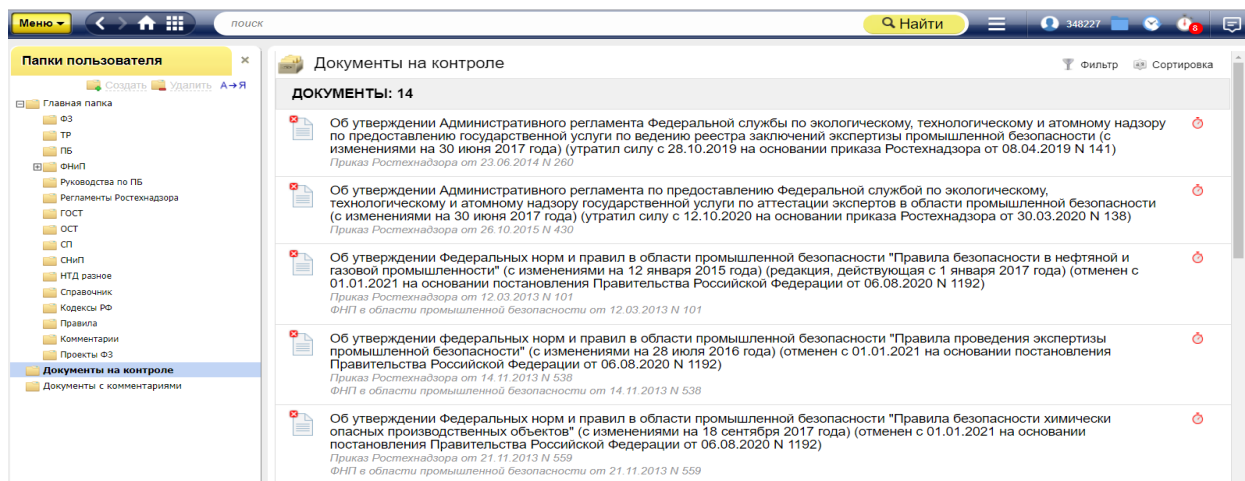 Меню
поиск
Найти
348227
8
Папки пользователя
Создать Удалить А→Я
Главная папка
ФЗ
ТР
ПБ
ФНиП
Руководства по ПБ
Регламенты Ростехнадзора
ГОСТ
ОСТ
СП
СНиП
НТД разное
Справочник
Кодексы РФ
Правила
Комментарии
Проекты ФЗ
Документы на контроле
Документы с комментариями
Документы на контроле
Фильтр Сортировка
ДОКУМЕНТЫ: 14
Об утверждении Административного регламента Федеральной службы по экологическому, технологическому и атомному надзору
по предоставлению государственной услуги по ведению реестра заключений экспертизы промышленной безопасности (с
изменениями на 30 июня 2017 года) (утратил силу с 28.10.2019 на основании приказа Ростехнадзора от 08.04.2019 N 141)
Приказ Ростехнадзора от 23.06.2014 N 260
Об утверждении Административного регламента по предоставлению Федеральной службой по экологическому,
технологическому и атомному надзору государственной услуги по аттестации экспертов в области промышленной безопасности
(с изменениями на 30 июня 2017 года) (утратил силу с 12.10.2020 на основании приказа Ростехнадзора от 30.03.2020 N 138)
Приказ Ростехнадзора от 26.10.2015 N 430
Об утверждении Федеральных норм и правил в области промышленной безопасности "Правила безопасности в нефтяной и
газовой промышленности" (с изменениями на 12 января 2015 года) (редакция, действующая с 1 января 2017 года) (отменен с
01.01.2021 на основании постановления Правительства Российской Федерации от 06.08.2020 N 1192)
Приказ Ростехнадзора от 12.03.2013 N 101
ФНП в области промышленной безопасности от 12.03.2013 N 101
Об утверждении федеральных норм и правил в области промышленной безопасности "Правила проведения экспертизы
промышленной безопасности" (с изменениями на 28 июля 2016 года) (отменен с 01.01.2021 на основании постановления
Правительства Российской Федерации от 06.08.2020 N 1192)
Приказ Ростехнадзора от 14.11.2013 N 538
ФНП в области промышленной безопасности от 14.11.2013 N 538
Об утверждении Федеральных норм и правил в области промышленной безопасности "Правила безопасности химически
опасных производственных объектов" (с изменениями на 18 сентября 2017 года) (отменен с 01.01.2021 на основании
постановления Правительства Российской Федерации от 06.08.2020 N 1192)
Приказ Ростехнадзора от 21.11.2013 N 559
ФНП в области промышленной безопасности от 21.11.2013 N 559